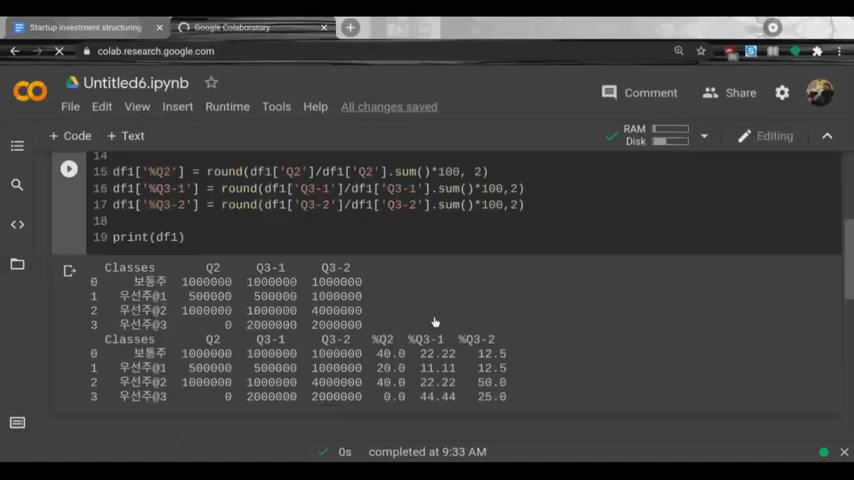 Startup investment structuring × Google Colaboratory ×
colab.research.google.com
Untitled6.ipynb
Comment Share
File Edit View Insert Runtime Tools Help All changes saved
+ Code + Text RAM Disk Editing
14
15 df1['%Q2'] = round(df1['Q2']/df1['Q2'].sum()*100, 2)
16 df1['%Q3-1'] = round(df1['Q3-1']/df1['Q3-1'].sum()*100,2)
17 df1['%Q3-2'] = round(df1['Q3-2']/df1['Q3-2'].sum()*100,2)
18
19 print(df1)
Classes Q2 Q3-1 Q3-2
0 보통주 1000000 1000000 1000000
1 우선주@1 500000 500000 1000000
2 우선주@2 1000000 1000000 4000000
3 우선주@3 0 2000000 2000000
Classes Q2 Q3-1 Q3-2 %Q2 %Q3-1 %Q3-2
0 보통주 1000000 1000000 1000000 40.0 22.22 12.5
1 우선주@1 500000 500000 1000000 20.0 11.11 12.5
2 우선주@2 1000000 1000000 4000000 40.0 22.22 50.0
3 우선주@3 0 2000000 2000000 0.0 44.44 25.0
0s completed at 9:33 AM